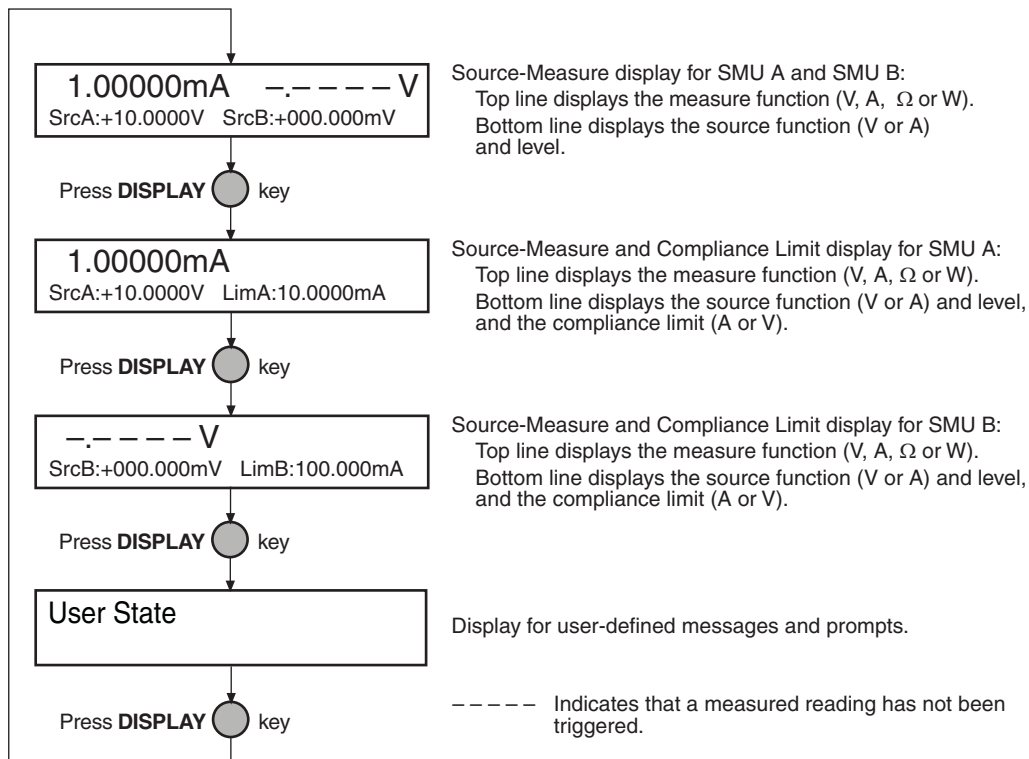 1.00000mA –.– – – – V
SrcA:+10.0000V SrcB:+000.000mV
Source-Measure display for SMU A and SMU B:
Top line displays the measure function (V, A, Ω or W).
Bottom line displays the source function (V or A)
and level.
Press DISPLAY key
1.00000mA
SrcA:+10.0000V LimA:10.0000mA
Source-Measure and Compliance Limit display for SMU A:
Top line displays the measure function (V, A, Ω or W).
Bottom line displays the source function (V or A) and level,
and the compliance limit (A or V).
Press DISPLAY key
–.– – – – V
SrcB:+000.000mV LimB:100.000mA
Source-Measure and Compliance Limit display for SMU B:
Top line displays the measure function (V, A, Ω or W).
Bottom line displays the source function (V or A) and level,
and the compliance limit (A or V).
Press DISPLAY key
User State
Display for user-defined messages and prompts.
Press DISPLAY key
– – – – – Indicates that a measured reading has not been
triggered.